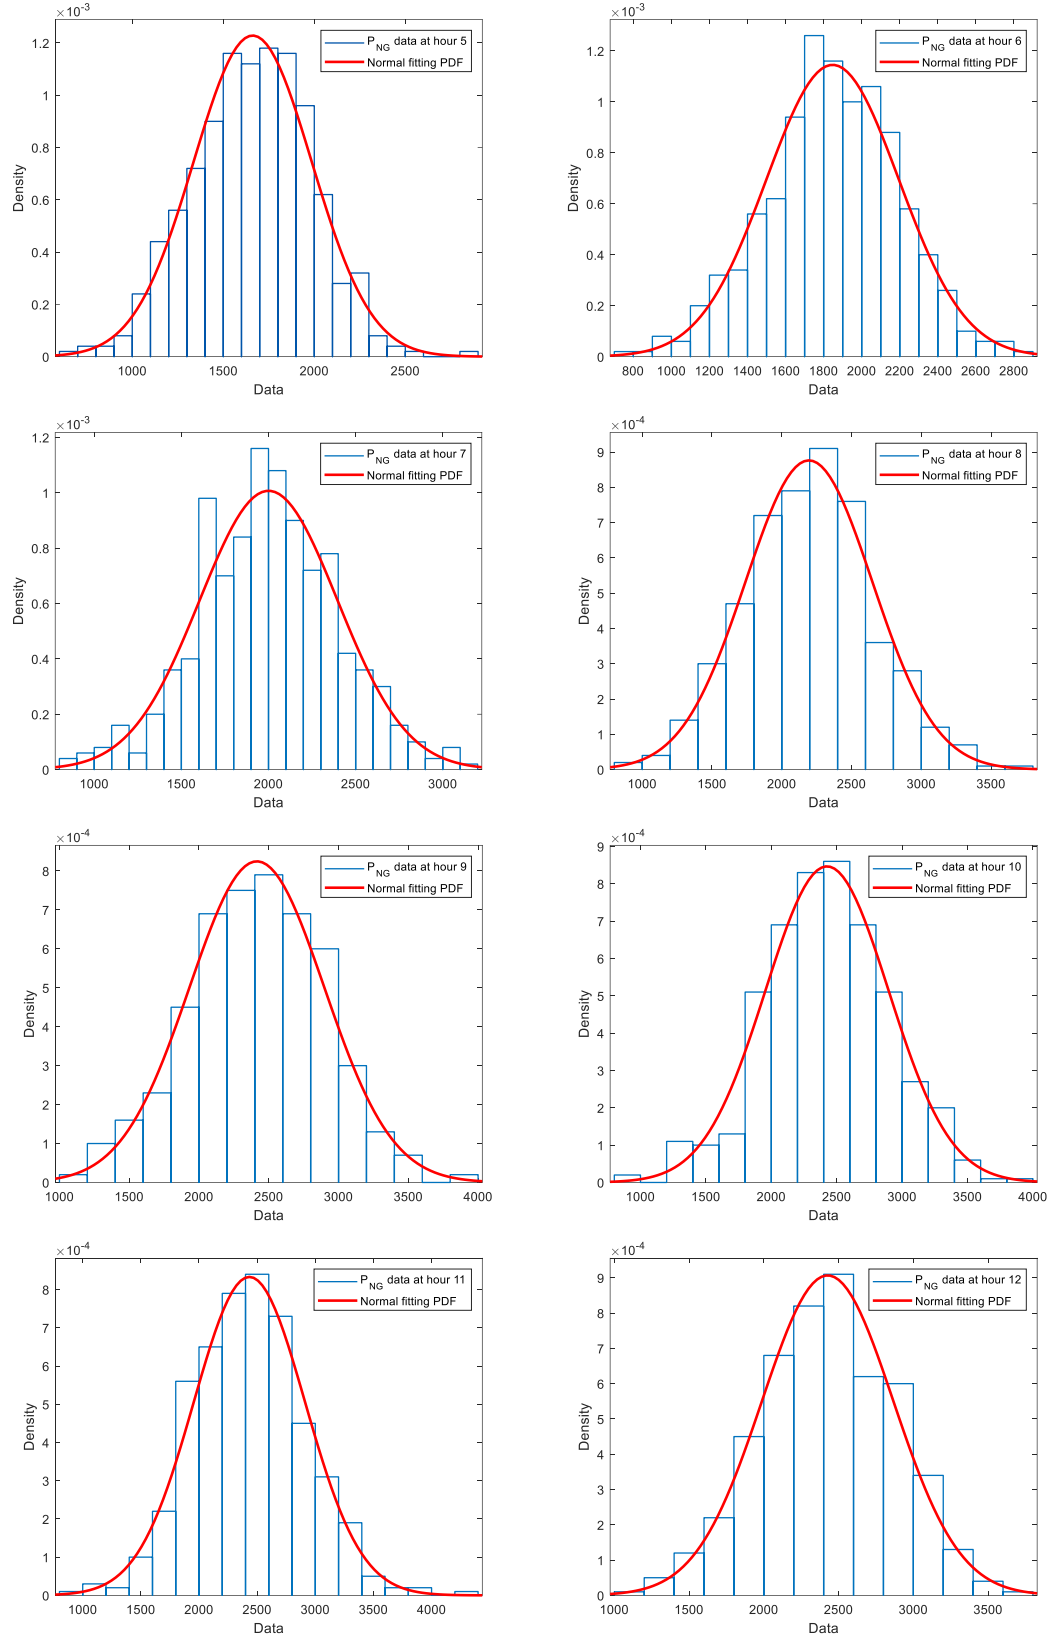 ×10-3
1.2
1
0.8
0.6
0.4
0.2
0
Density
1000 1500 2000 2500
Data
PNG data at hour 5
Normal fitting PDF
×10-3
1.2
1
0.8
0.6
0.4
0.2
0
Density
800 1000 1200 1400 1600 1800 2000 2200 2400 2600 2800
Data
PNG data at hour 6
Normal fitting PDF
×10-3
1.2
1
0.8
0.6
0.4
0.2
0
Density
1000 1500 2000 2500 3000
Data
PNG data at hour 7
Normal fitting PDF
×10-4
9
8
7
6
5
4
3
2
1
0
Density
1000 1500 2000 2500 3000 3500
Data
PNG data at hour 8
Normal fitting PDF
×10-4
8
7
6
5
4
3
2
1
0
Density
1000 1500 2000 2500 3000 3500 4000
Data
PNG data at hour 9
Normal fitting PDF
×10-4
9
8
7
6
5
4
3
2
1
0
Density
1000 1500 2000 2500 3000 3500 4000
Data
PNG data at hour 10
Normal fitting PDF
×10-4
8
7
6
5
4
3
2
1
0
Density
1000 1500 2000 2500 3000 3500 4000
Data
PNG data at hour 11
Normal fitting PDF
×10-4
9
8
7
6
5
4
3
2
1
0
Density
1000 1500 2000 2500 3000 3500
Data
PNG data at hour 12
Normal fitting PDF